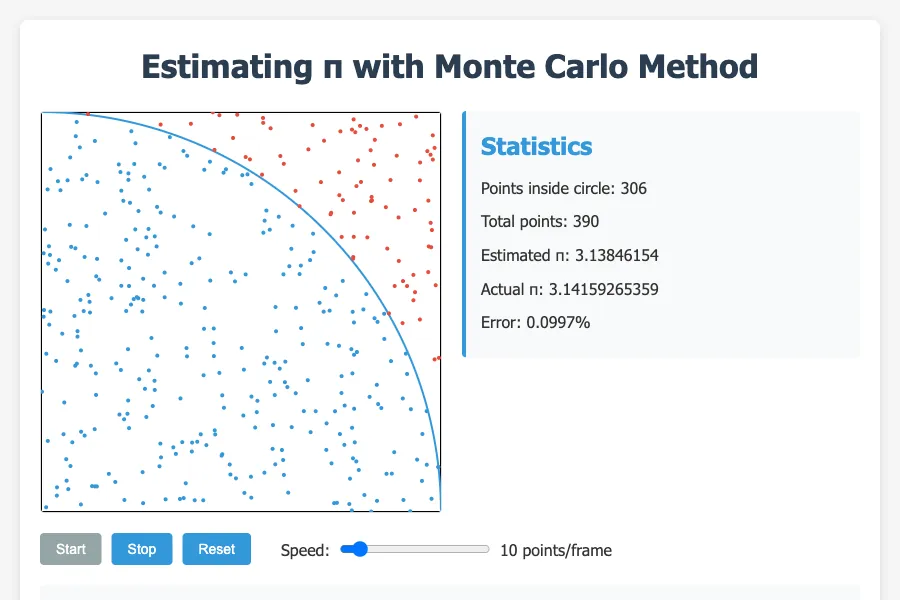 Estimating π with Monte Carlo Method
Statistics
Points inside circle: 306
Total points: 390
Estimated π: 3.13846154
Actual π: 3.14159265359
Error: 0.0997%
Start
Stop
Reset
Speed:
10 points/frame